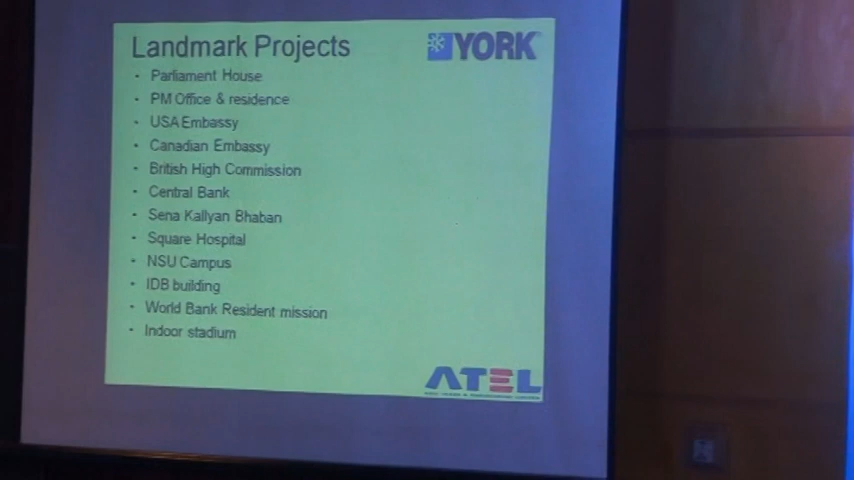 Landmark Projects
YORK
• Parliament House
• PM Office & residence
• USA Embassy
• Canadian Embassy
• British High Commission
• Central Bank
• Sena Kallyan Bhaban
• Square Hospital
• NSU Campus
• IDB building
• World Bank Resident mission
• Indoor stadium
ATEL